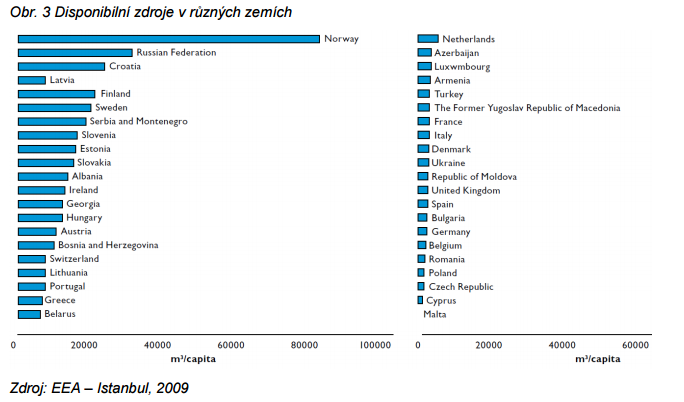 Obr. 3 Disponibilní zdroje v různých zemích
Norway
Russian Federation
Croatia
Latvia
Finland
Sweden
Serbia and Montenegro
Slovenia
Estonia
Slovakia
Albania
Ireland
Georgia
Hungary
Austria
Bosnia and Herzegovina
Switzerland
Lithuania
Portugal
Greece
Belarus
0 20000 40000 60000 80000 100000
m³/capita
Netherlands
Azerbaijan
Luxwmbourg
Armenia
Turkey
The Former Yugoslav Republic of Macedonia
France
Italy
Denmark
Ukraine
Republic of Moldova
United Kingdom
Spain
Bulgaria
Germany
Belgium
Romania
Poland
Czech Republic
Cyprus
Malta
0 20000 40000 60000
m³/capita
Zdroj: EEA – Istanbul, 2009